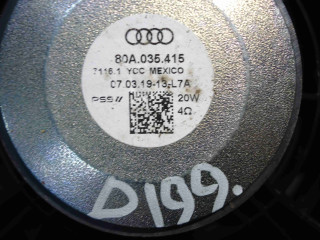 80A.035.415
7116.1 YCC MEXICO
07.03.19-13-L7A
PSS//
20W
4Ω
D199.